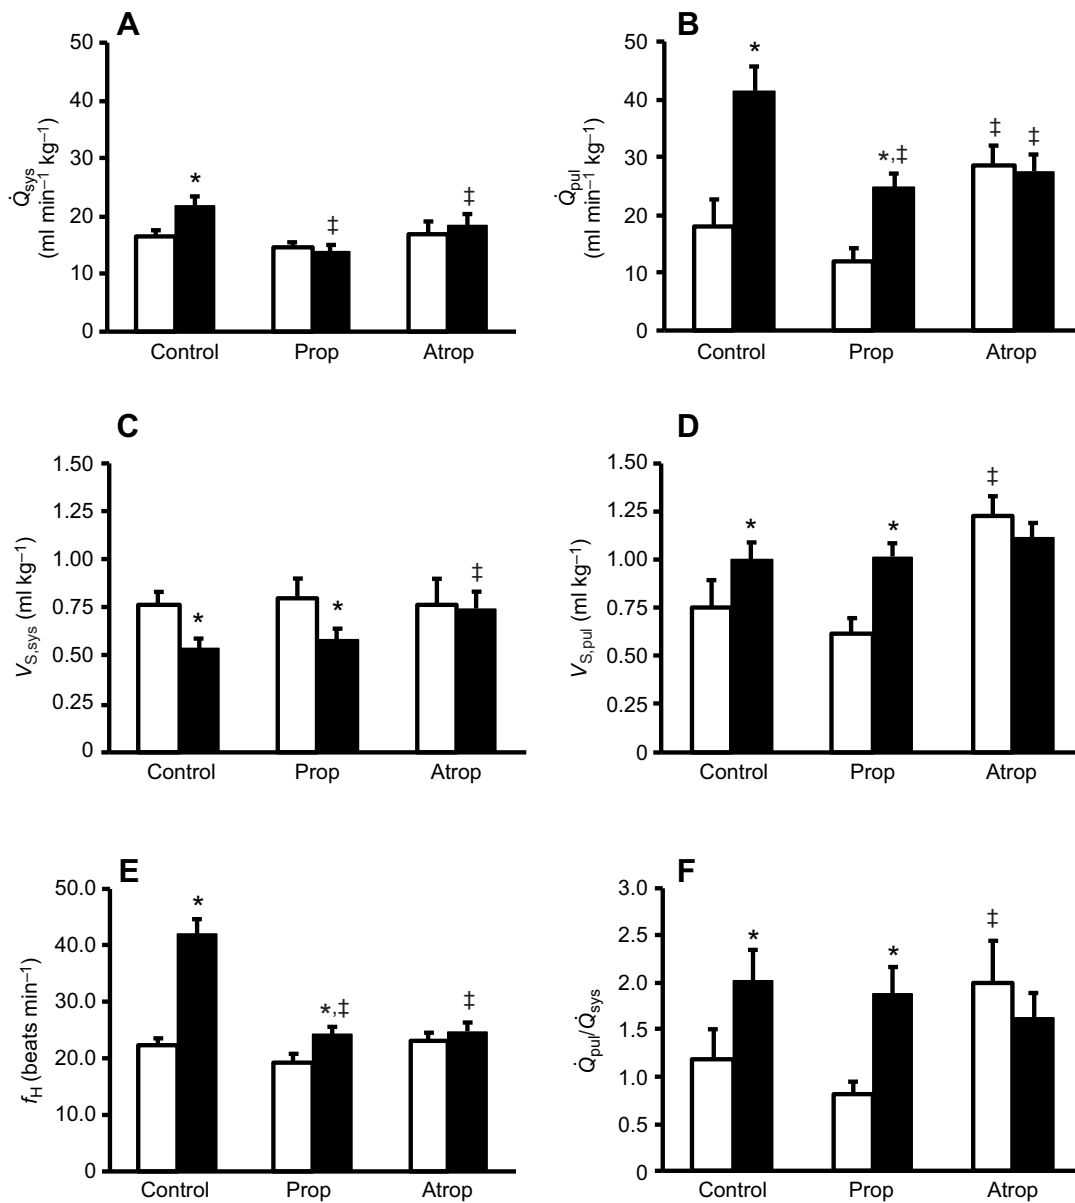 A
50
40
30
20
10
0
Q̇sys
(ml min–1 kg–1)
*
‡
‡
Control Prop Atrop
B
50
40
30
20
10
0
Q̇pul
(ml min–1 kg–1)
*
*,‡
‡
‡
Control Prop Atrop
C
1.50
1.25
1.00
0.75
0.50
0.25
0
VS,sys (ml kg–1)
*
*
‡
Control Prop Atrop
D
1.50
1.25
1.00
0.75
0.50
0.25
0
VS,pul (ml kg–1)
*
*
‡
Control Prop Atrop
E
50.0
40.0
30.0
20.0
10.0
0
fH (beats min–1)
*
*,‡
‡
Control Prop Atrop
F
3.0
2.5
2.0
1.5
1.0
0.5
0
Q̇pul/Q̇sys
*
*
‡
Control Prop Atrop